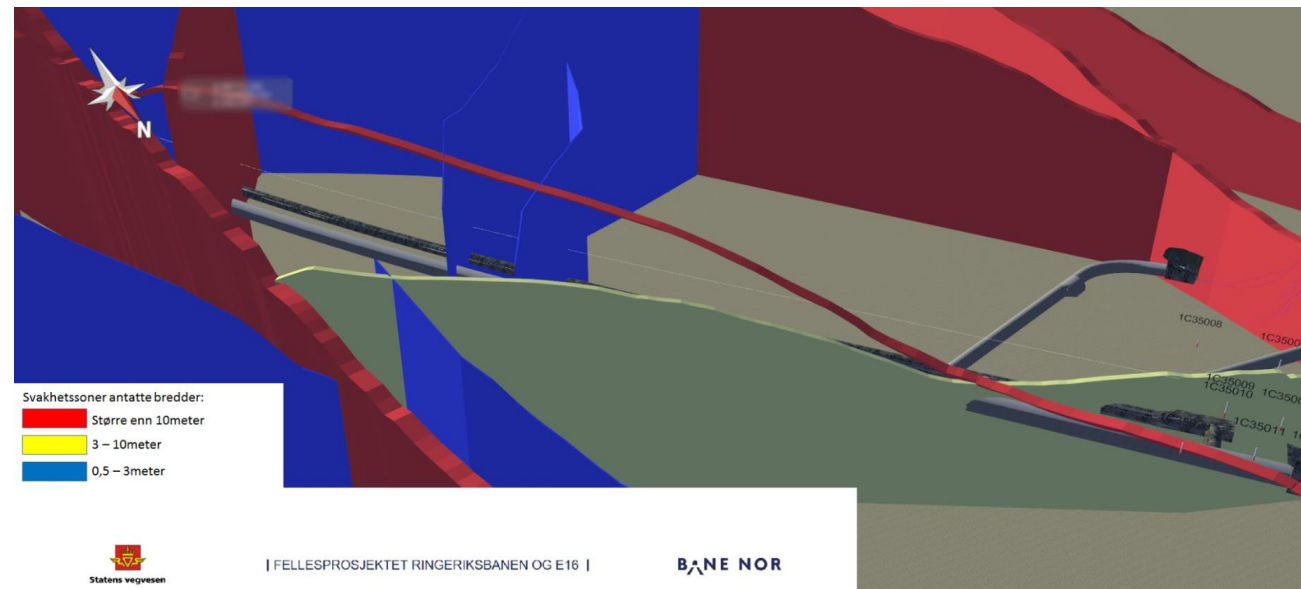 N
1C35008
1C3500
1C35009
1C35010
1C3500
1C35011
Svakhetssoner antatte bredder:
Større enn 10meter
3 – 10meter
0,5 – 3meter
Statens vegvesen
| FELLESPROSJEKTET RINGERIKSBANEN OG E16 |
BANE NOR